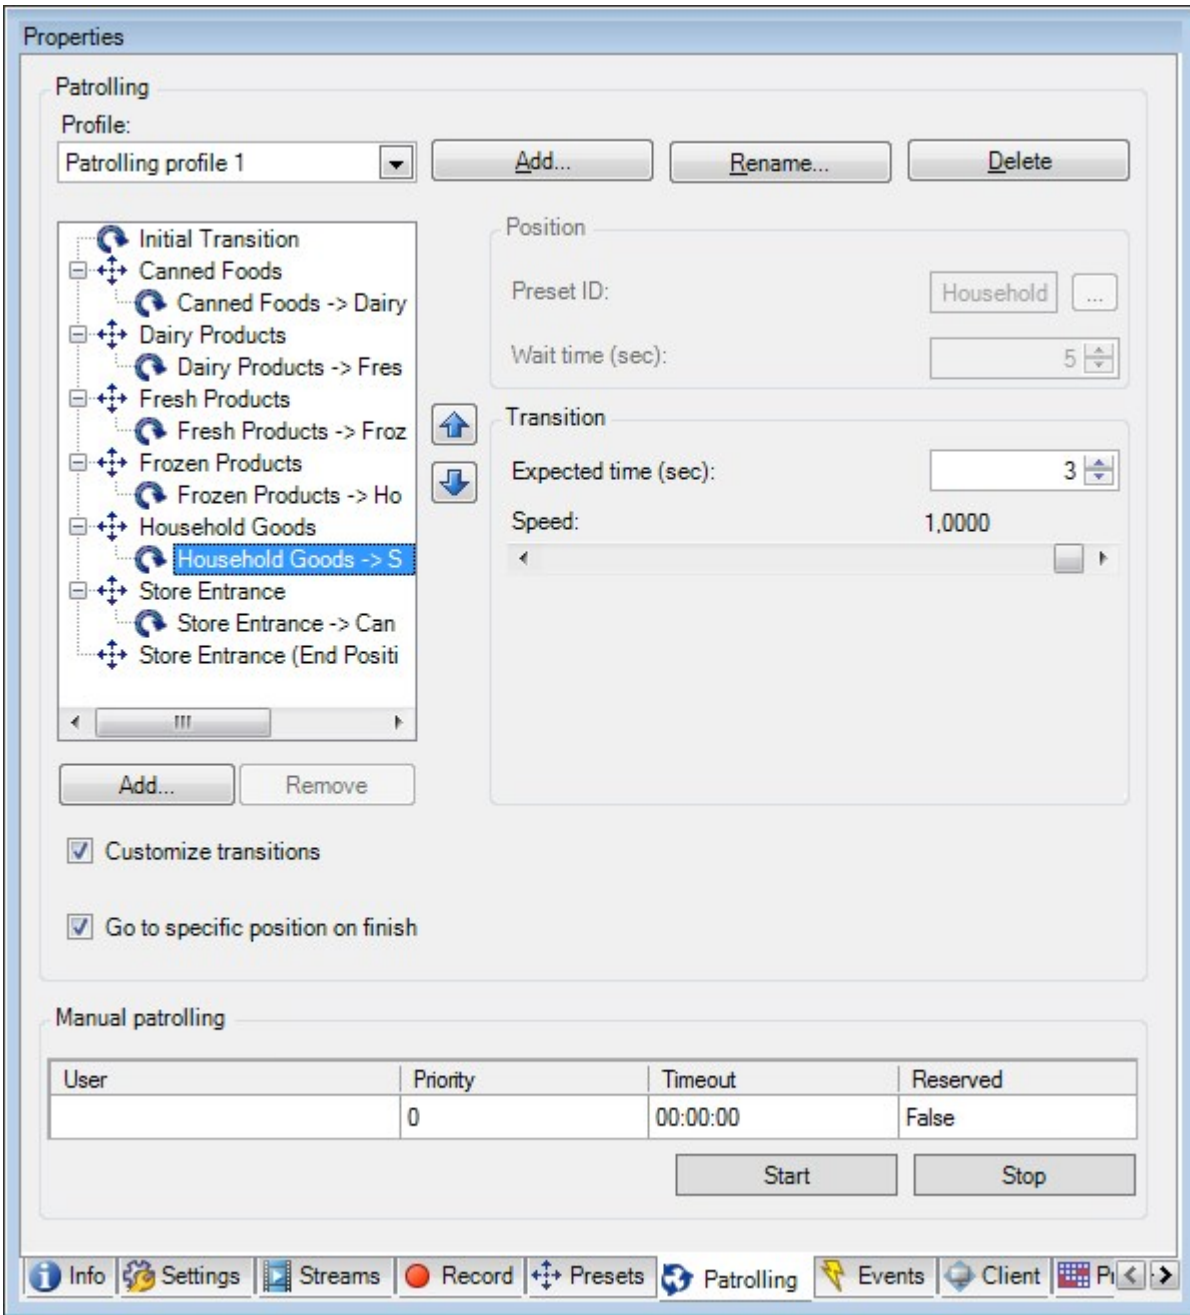 Properties
Patrolling
Profile:
Patrolling profile 1
Add...
Rename...
Delete
Initial Transition
Canned Foods
Canned Foods -> Dairy
Dairy Products
Dairy Products -> Fres
Fresh Products
Fresh Products -> Froz
Frozen Products
Frozen Products -> Ho
Household Goods
Household Goods -> S
Store Entrance
Store Entrance -> Can
Store Entrance (End Positi
Position
Preset ID:
Household
...
Wait time (sec):
5
Transition
Expected time (sec):
3
Speed:
1,0000
Add...
Remove
Customize transitions
Go to specific position on finish
Manual patrolling
User Priority Timeout Reserved
0 00:00:00 False
Start
Stop
Info Settings Streams Record Presets Patrolling Events Client